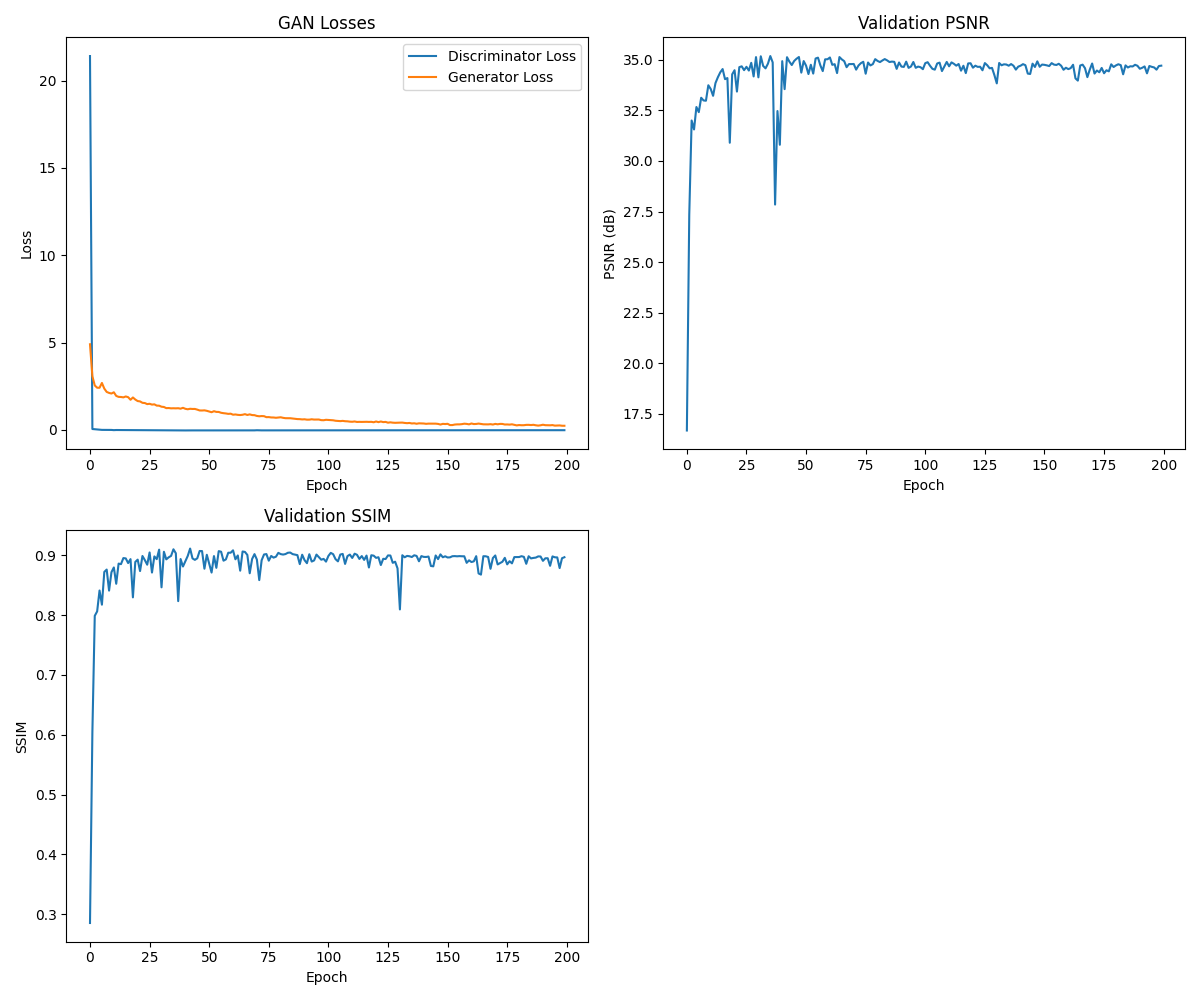 GAN Losses
Discriminator Loss
Generator Loss
20
15
10
5
0
Loss
0 25 50 75 100 125 150 175 200
Epoch
Validation PSNR
35.0
32.5
30.0
27.5
25.0
22.5
20.0
17.5
PSNR (dB)
0 25 50 75 100 125 150 175 200
Epoch
Validation SSIM
0.9
0.8
0.7
0.6
0.5
0.4
0.3
SSIM
0 25 50 75 100 125 150 175 200
Epoch